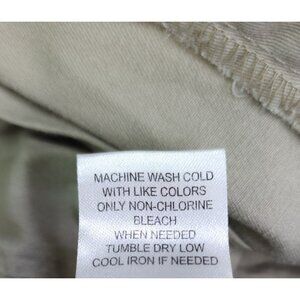 MACHINE WASH COLD
WITH LIKE COLORS
ONLY NON-CHLORINE
BLEACH
WHEN NEEDED
TUMBLE DRY LOW
COOL IRON IF NEEDED